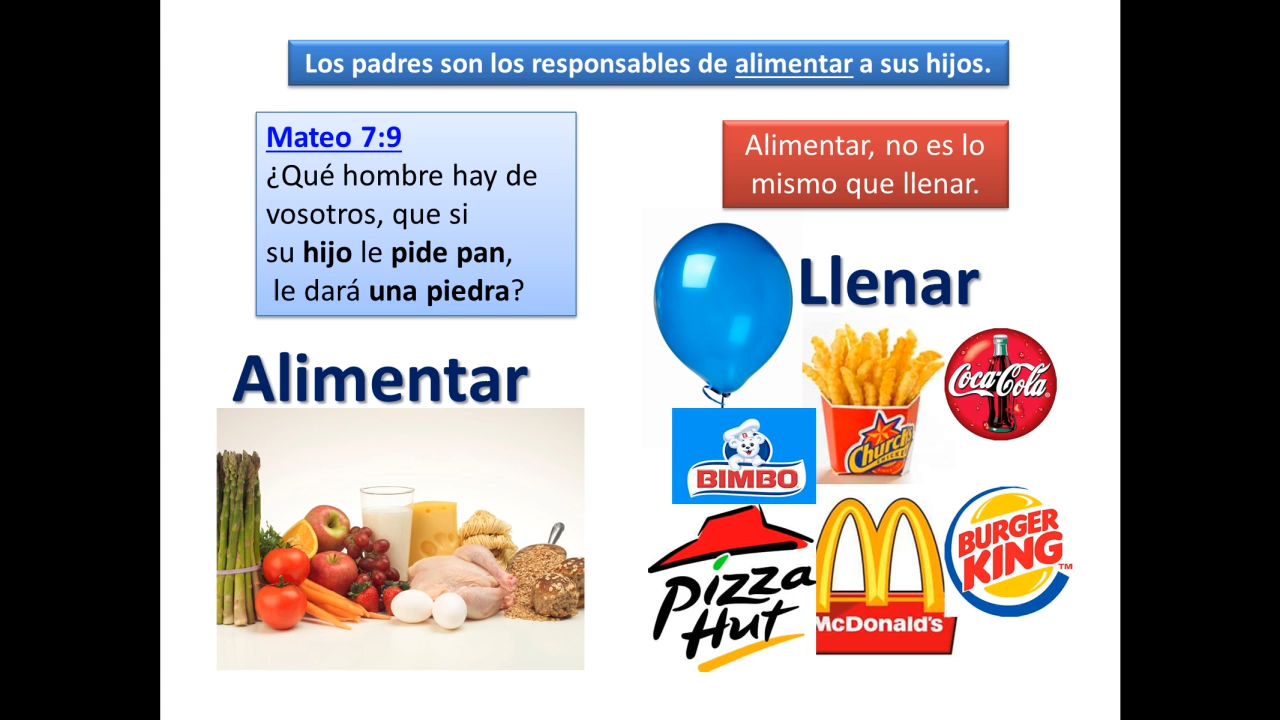 Los padres son los responsables de alimentar a sus hijos.
Mateo 7:9
¿Qué hombre hay de
vosotros, que si
su hijo le pide pan,
le dará una piedra?
Alimentar, no es lo
mismo que llenar.
Llenar
Alimentar
Coca-Cola
Church's
CHICKEN
BIMBO
Pizza
Hut
McDonald's
BURGER
KING™